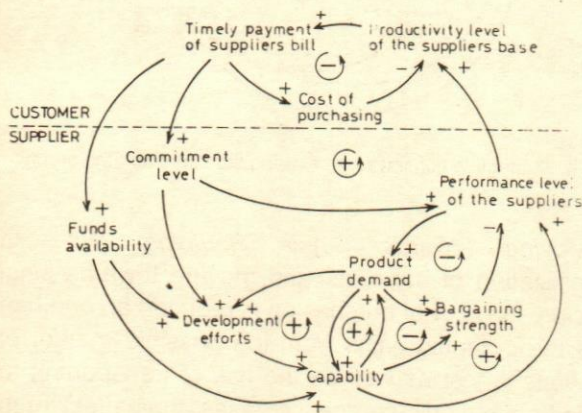 Timely payment
of suppliers bill
Productivity level
of the suppliers base
Cost of
purchasing
CUSTOMER
SUPPLIER
Commitment
level
Performance level
of the suppliers
Funds
availability
Product
demand
Bargaining
strength
Development
efforts
Capability